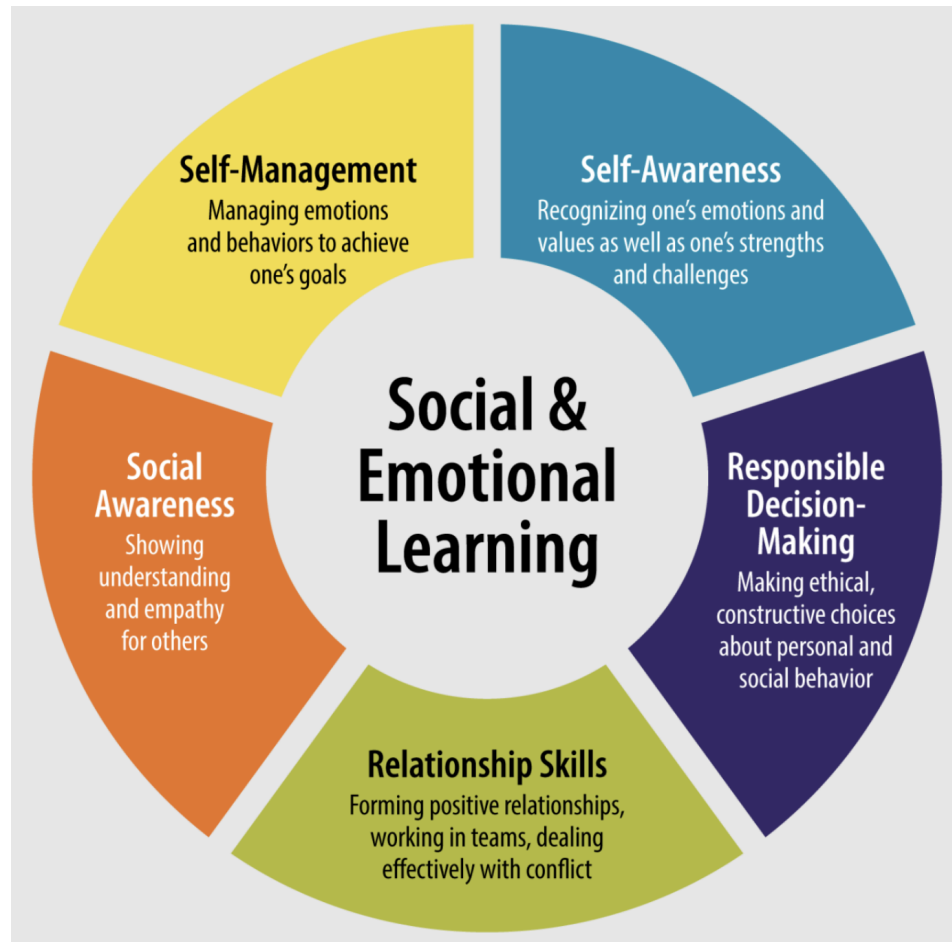 Self-Management
Managing emotions
and behaviors to achieve
one’s goals
Self-Awareness
Recognizing one’s emotions and
values as well as one’s strengths
and challenges
Social &
Emotional
Learning
Social
Awareness
Showing
understanding
and empathy
for others
Responsible
Decision-
Making
Making ethical,
constructive choices
about personal and
social behavior
Relationship Skills
Forming positive relationships,
working in teams, dealing
effectively with conflict